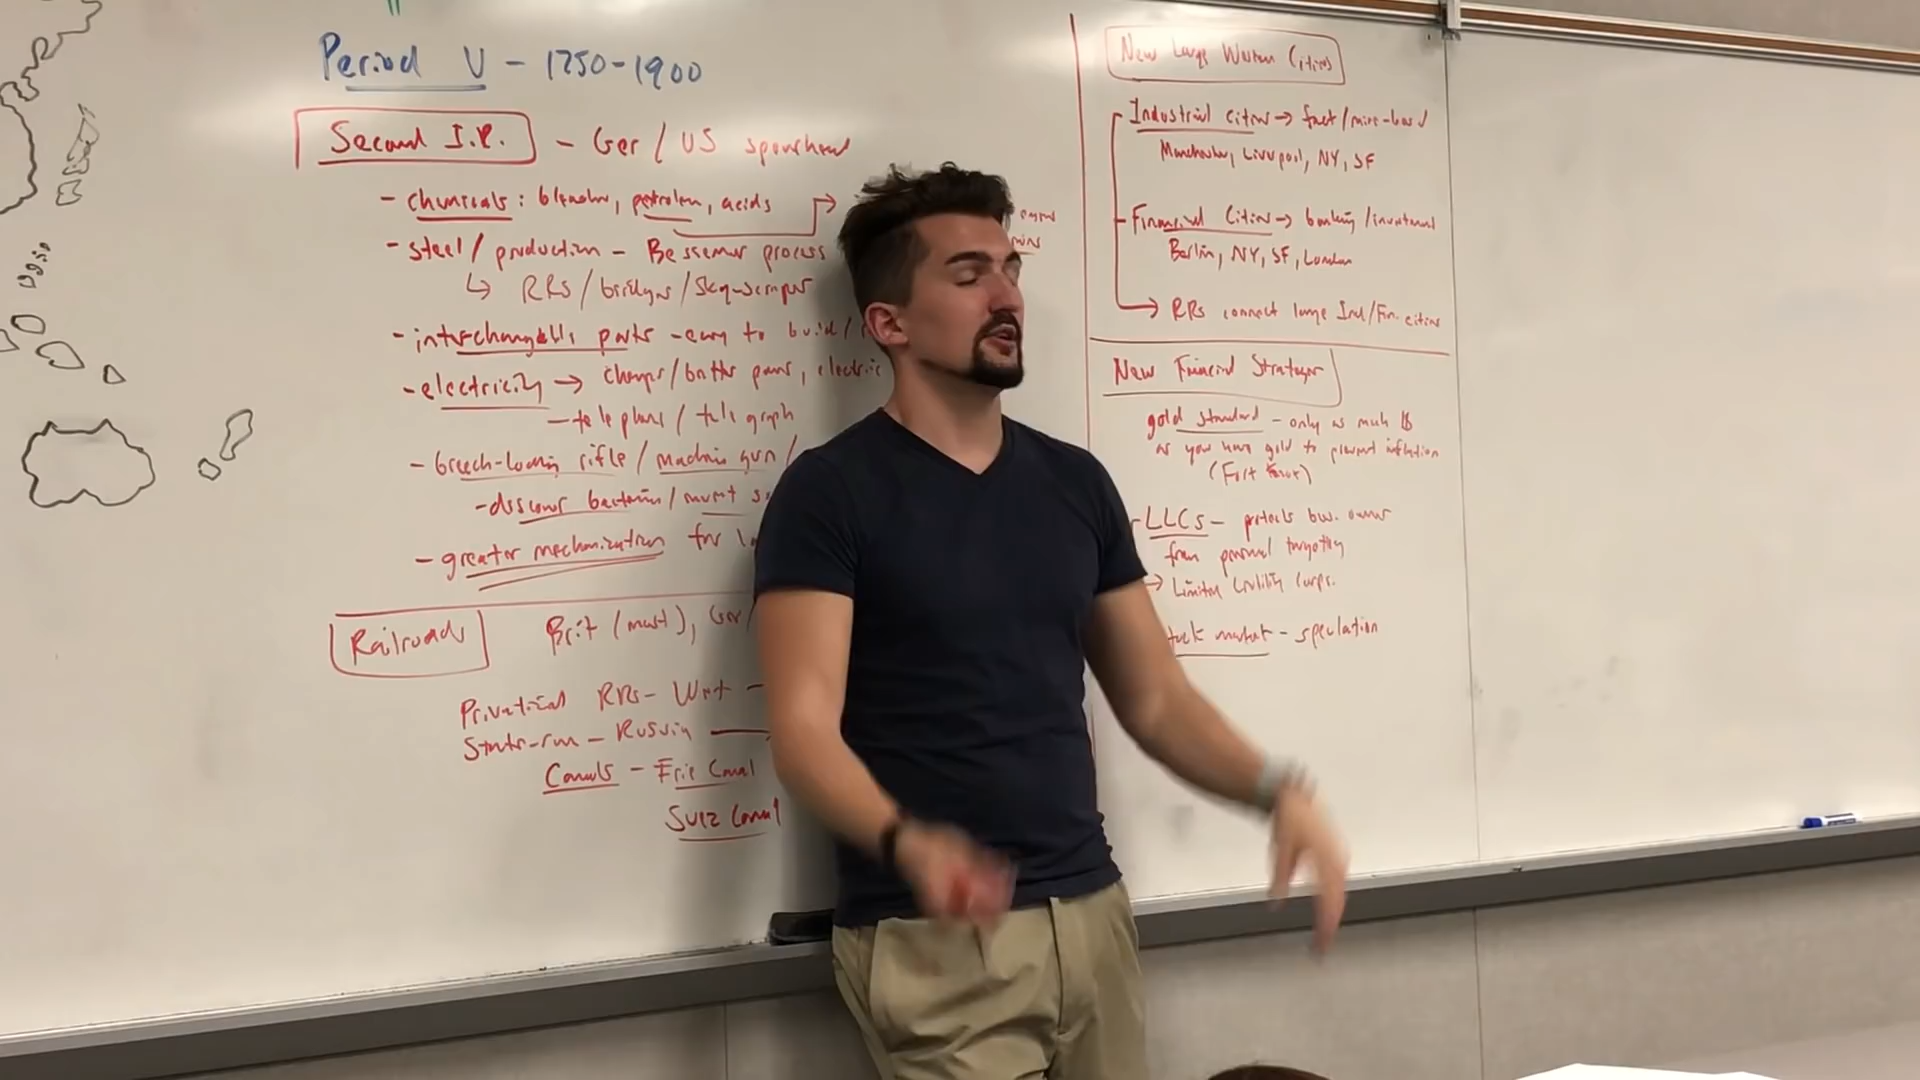 Period V - 1750-1900
Second I.R. - Ger / US spearhead
- chemicals: bleaches, petroleum, acids
- steel / production - Bessemer process
↳ RRs / bridges / Skyscraper
- interchangeable parts - easy to build /
- electricity → cheaper / better power, electric
- telephone / telegraph
- breech-loading rifle / machine gun /
- discover bacteria / invent
- greater mechanization for
Railroads Brit (most), Ger /
Privatized RRs - West -
State-run - Russia
Canals - Erie Canal
Suez Canal
New Large Western Cities
Industrial cities → fact / mine-based
Manchester, Liverpool, NY, SF
Financial Cities → banking / investment
Berlin, NY, SF, London
→ RRs connect large Ind / Fin. cities
New Financial Strategies
gold standard - only as much $
as you have gold to prevent inflation
(Fort Knox)
- LLCs - protects bus. owner
from personal targeting
→ Limited Liability Corps.
market - speculation